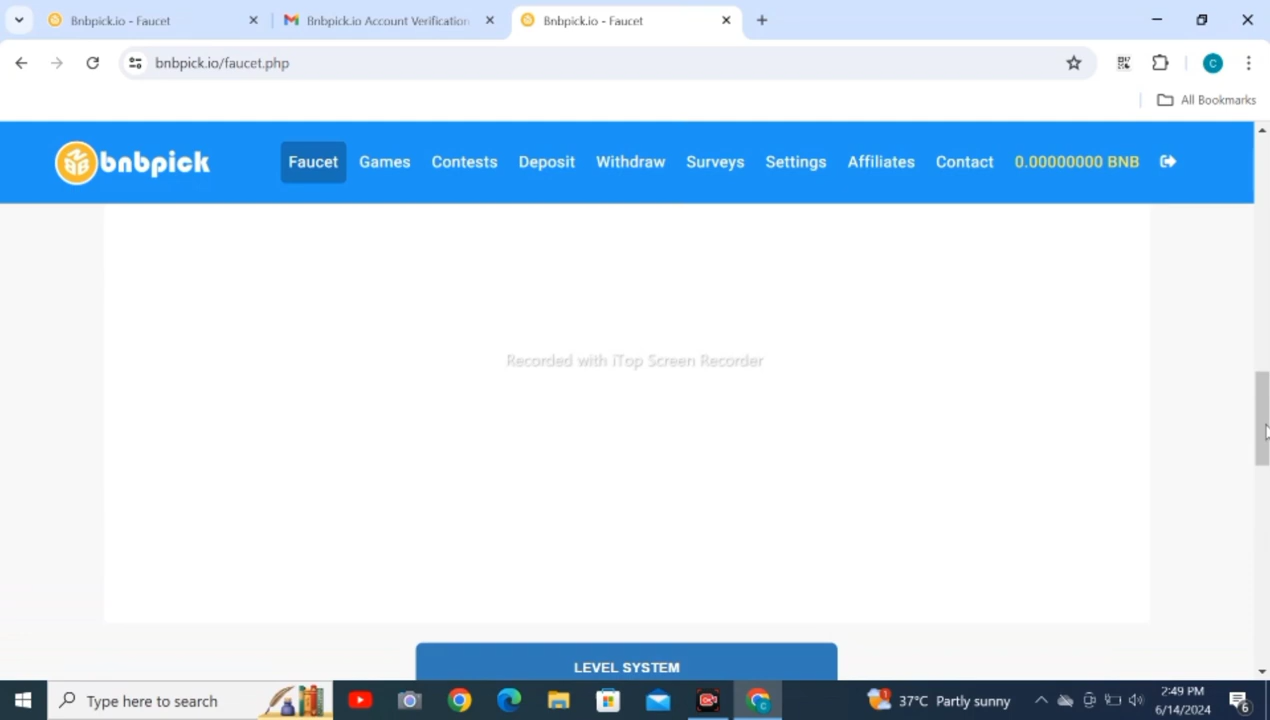 Bnbpick.io - Faucet
Bnbpick.io Account Verification
Bnbpick.io - Faucet
bnbpick.io/faucet.php
C
All Bookmarks
bnbpick
Faucet
Games
Contests
Deposit
Withdraw
Surveys
Settings
Affiliates
Contact
0.00000000 BNB
Recorded with iTop Screen Recorder
LEVEL SYSTEM
Type here to search
37°C Partly sunny
2:49 PM
6/14/2024
6